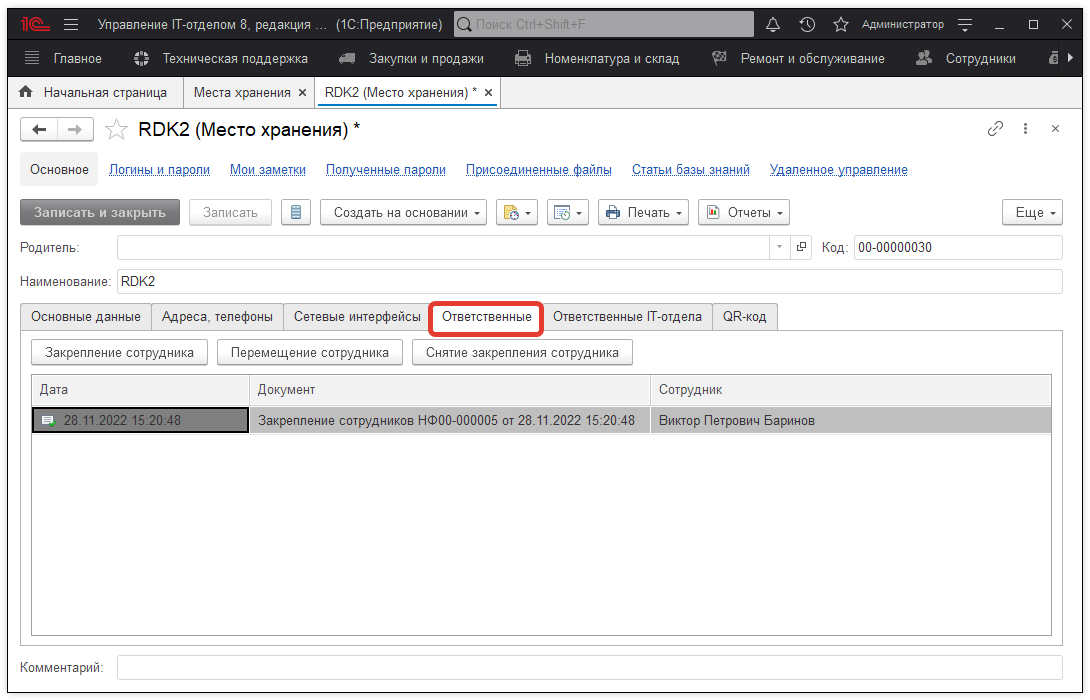 1С Управление IT-отделом 8, редакция ... (1С:Предприятие) Поиск Ctrl+Shift+F Администратор
Главное Техническая поддержка Закупки и продажи Номенклатура и склад Ремонт и обслуживание Сотрудники
Начальная страница Места хранения × RDK2 (Место хранения) * ×
RDK2 (Место хранения) *
Основное Логины и пароли Мои заметки Полученные пароли Присоединенные файлы Статьи базы знаний Удаленное управление
Записать и закрыть Записать Создать на основании Печать Отчеты Еще
Родитель: Код: 00-00000030
Наименование: RDK2
Основные данные Адреса, телефоны Сетевые интерфейсы Ответственные Ответственные IT-отдела QR-код
Закрепление сотрудника Перемещение сотрудника Снятие закрепления сотрудника
Дата Документ Сотрудник
28.11.2022 15:20:48 Закрепление сотрудников НФ00-000005 от 28.11.2022 15:20:48 Виктор Петрович Баринов
Комментарий: